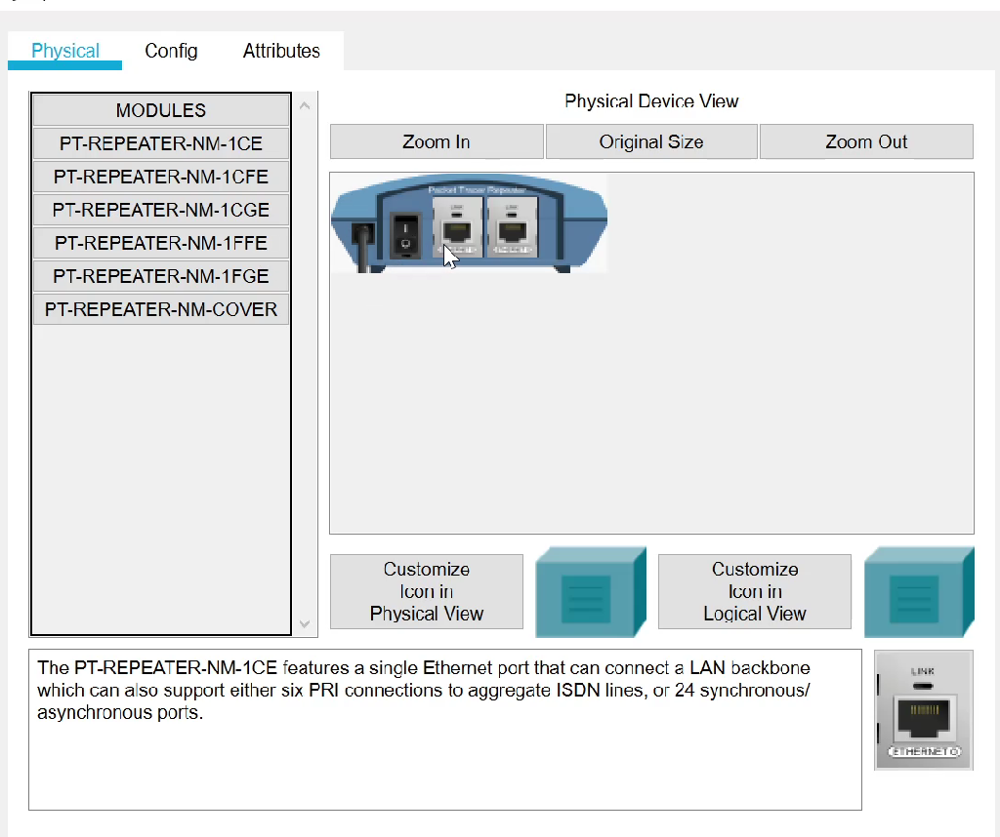 Physical
Config
Attributes
MODULES
PT-REPEATER-NM-1CE
PT-REPEATER-NM-1CFE
PT-REPEATER-NM-1CGE
PT-REPEATER-NM-1FFE
PT-REPEATER-NM-1FGE
PT-REPEATER-NM-COVER
Physical Device View
Zoom In
Original Size
Zoom Out
Packet Tracer Repeater
LINK
LINK
Customize
Icon in
Physical View
Customize
Icon in
Logical View
The PT-REPEATER-NM-1CE features a single Ethernet port that can connect a LAN backbone
which can also support either six PRI connections to aggregate ISDN lines, or 24 synchronous/
asynchronous ports.
LINK
ETHERNET 0